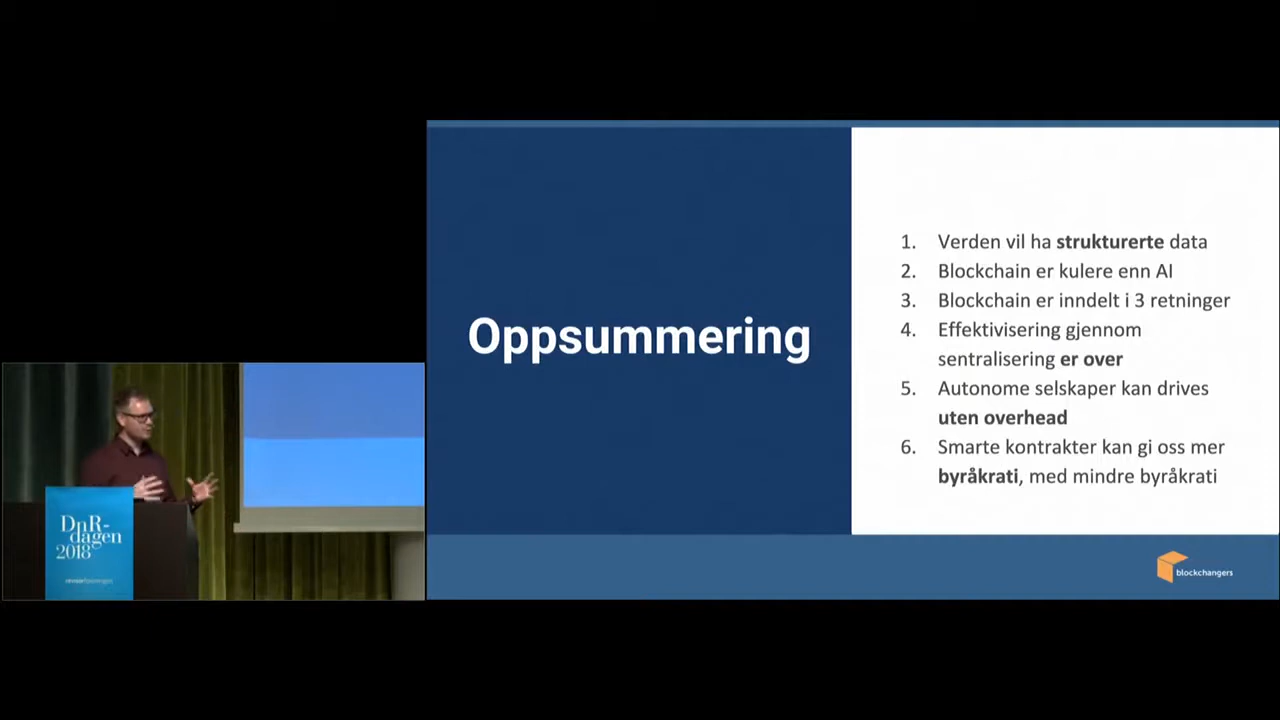 Oppsummering
1. Verden vil ha strukturerte data
2. Blockchain er kulere enn AI
3. Blockchain er inndelt i 3 retninger
4. Effektivisering gjennom
sentralisering er over
5. Autonome selskaper kan drives
uten overhead
6. Smarte kontrakter kan gi oss mer
byråkrati, med mindre byråkrati
blockchangers
DnR-
dagen
2018